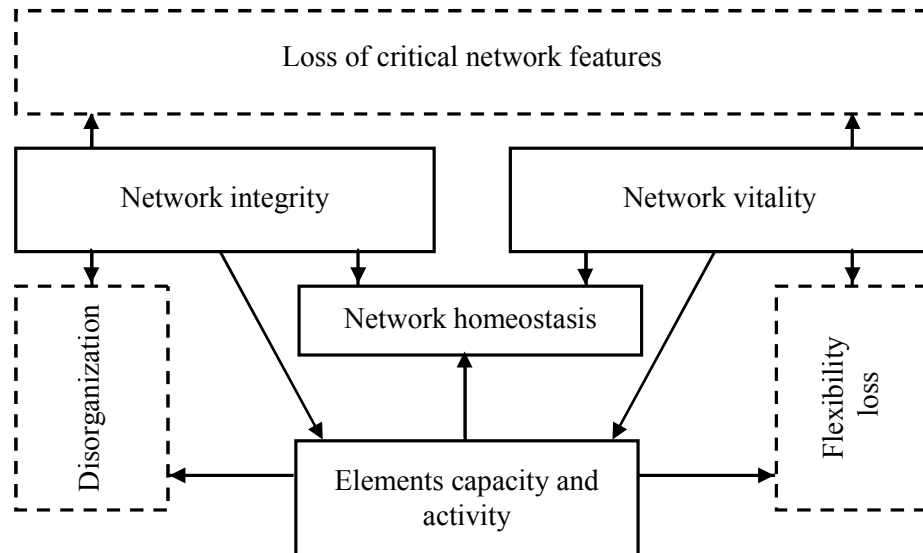 Loss of critical network features
Network integrity
Network vitality
Disorganization
Network homeostasis
Flexibility
loss
Elements capacity and
activity